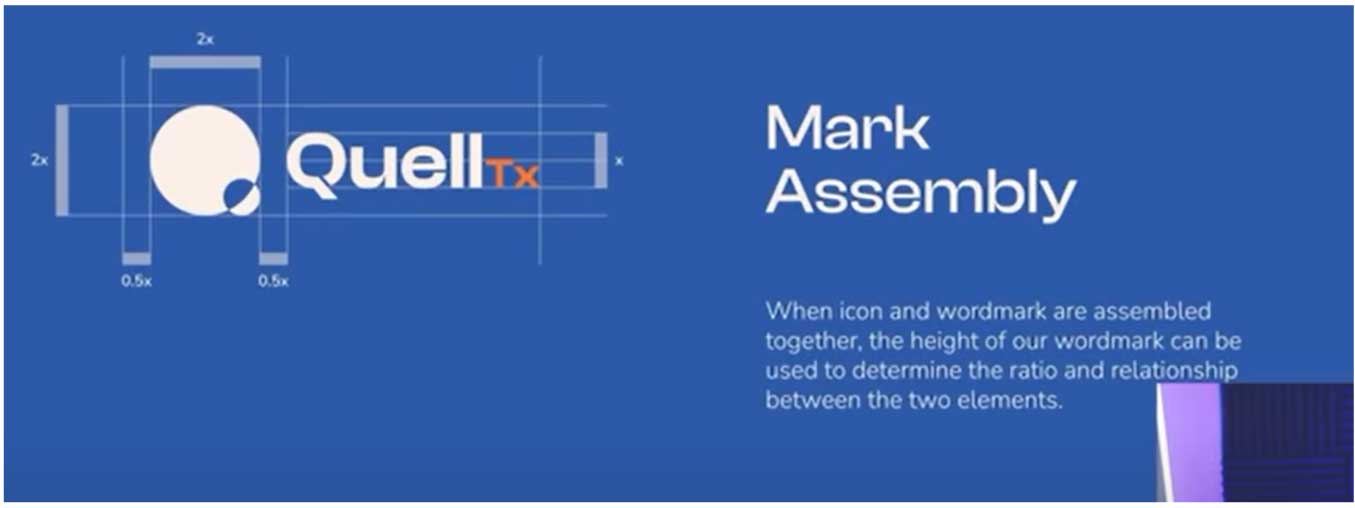 2x
2x
QuellTx
x
0.5x
0.5x
Mark
Assembly
When icon and wordmark are assembled
together, the height of our wordmark can be
used to determine the ratio and relationship
between the two elements.